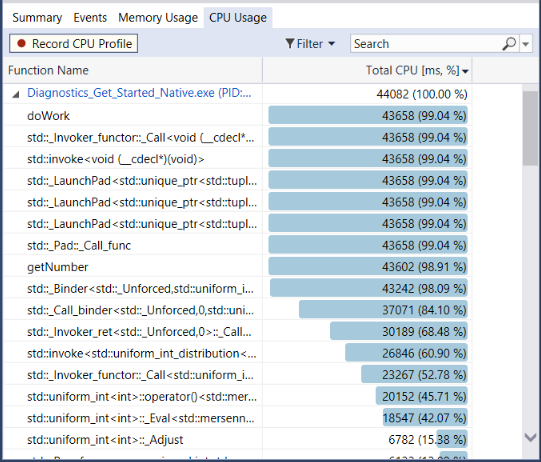 Summary Events Memory Usage CPU Usage
Record CPU Profile Filter Search
Function Name Total CPU [ms, %]
Diagnostics_Get_Started_Native.exe (PID:... 44082 (100.00 %)
doWork 43658 (99.04 %)
std::_Invoker_functor::_Call<void (__cdecl*... 43658 (99.04 %)
std::invoke<void (__cdecl*)(void)> 43658 (99.04 %)
std::_LaunchPad<std::unique_ptr<std::tupl... 43658 (99.04 %)
std::_LaunchPad<std::unique_ptr<std::tupl... 43658 (99.04 %)
std::_LaunchPad<std::unique_ptr<std::tupl... 43658 (99.04 %)
std::_Pad::_Call_func 43658 (99.04 %)
getNumber 43602 (98.91 %)
std::_Binder<std::_Unforced,std::uniform_i... 43242 (98.09 %)
std::_Call_binder<std::_Unforced,0,std::uni... 37071 (84.10 %)
std::_Invoker_ret<std::_Unforced,0>::_Call... 30189 (68.48 %)
std::invoke<std::uniform_int_distribution<... 26846 (60.90 %)
std::_Invoker_functor::_Call<std::uniform_i... 23267 (52.78 %)
std::uniform_int<int>::operator()<std::mer... 20152 (45.71 %)
std::uniform_int<int>::_Eval<std::mersenn... 18547 (42.07 %)
std::uniform_int<int>::_Adjust 6782 (15.38 %)